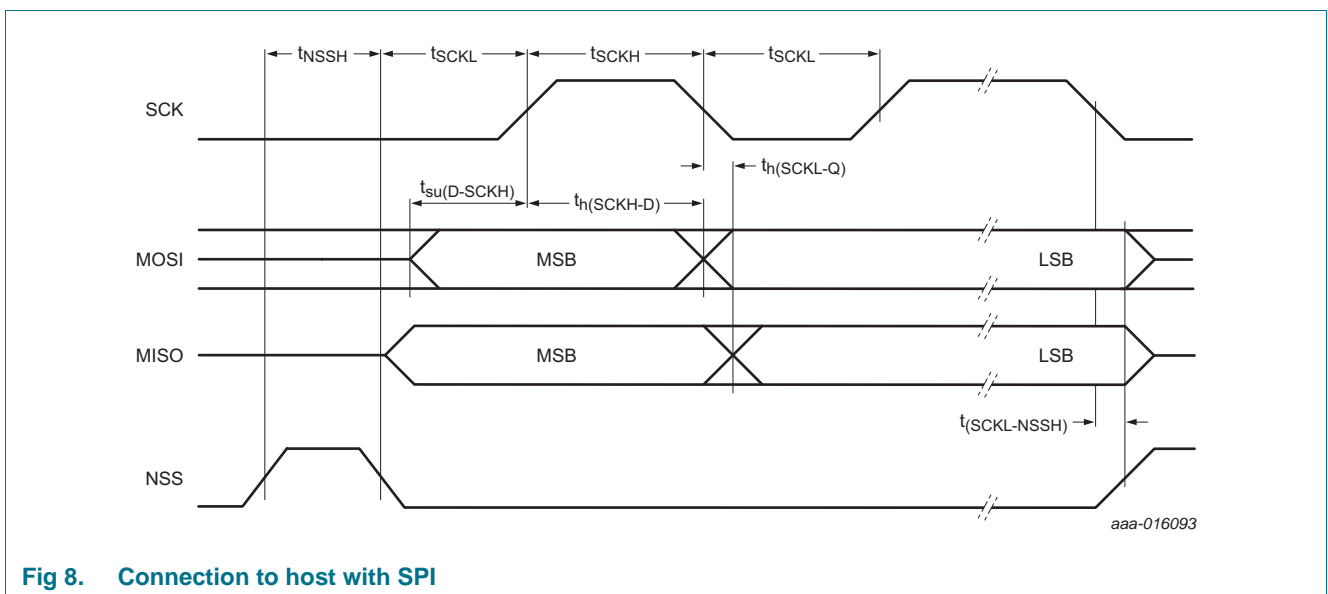 tNSSH tSCKL tSCKH tSCKL
SCK
th(SCKL-Q)
tsu(D-SCKH) th(SCKH-D)
MOSI MSB LSB
MISO MSB LSB
t(SCKL-NSSH)
NSS
aaa-016093
Fig 8. Connection to host with SPI